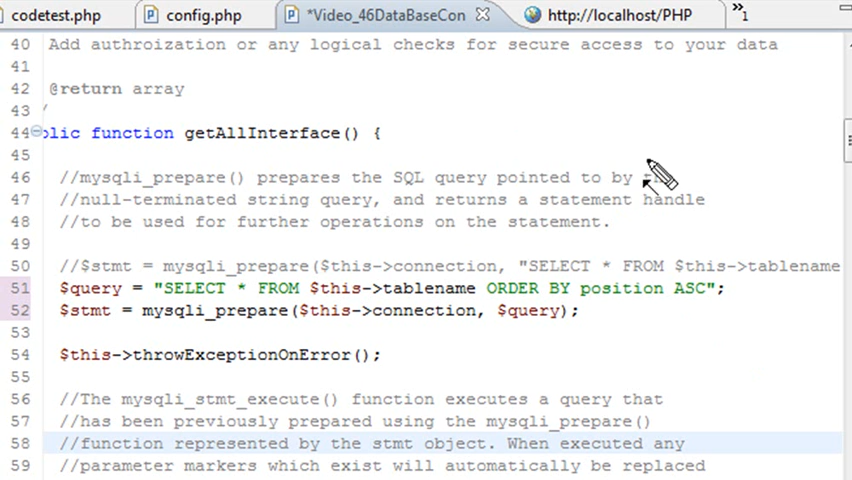 codetest.php config.php *Video_46DataBaseCon http://localhost/PHP »1
40 Add authroization or any logical checks for secure access to your data
41
42 @return array
43 /
44 olic function getAllInterface() {
45
46 //mysqli_prepare() prepares the SQL query pointed to by
47 //null-terminated string query, and returns a statement handle
48 //to be used for further operations on the statement.
49
50 //$stmt = mysqli_prepare($this->connection, "SELECT * FROM $this->tablename
51 $query = "SELECT * FROM $this->tablename ORDER BY position ASC";
52 $stmt = mysqli_prepare($this->connection, $query);
53
54 $this->throwExceptionOnError();
55
56 //The mysqli_stmt_execute() function executes a query that
57 //has been previously prepared using the mysqli_prepare()
58 //function represented by the stmt object. When executed any
59 //parameter markers which exist will automatically be replaced